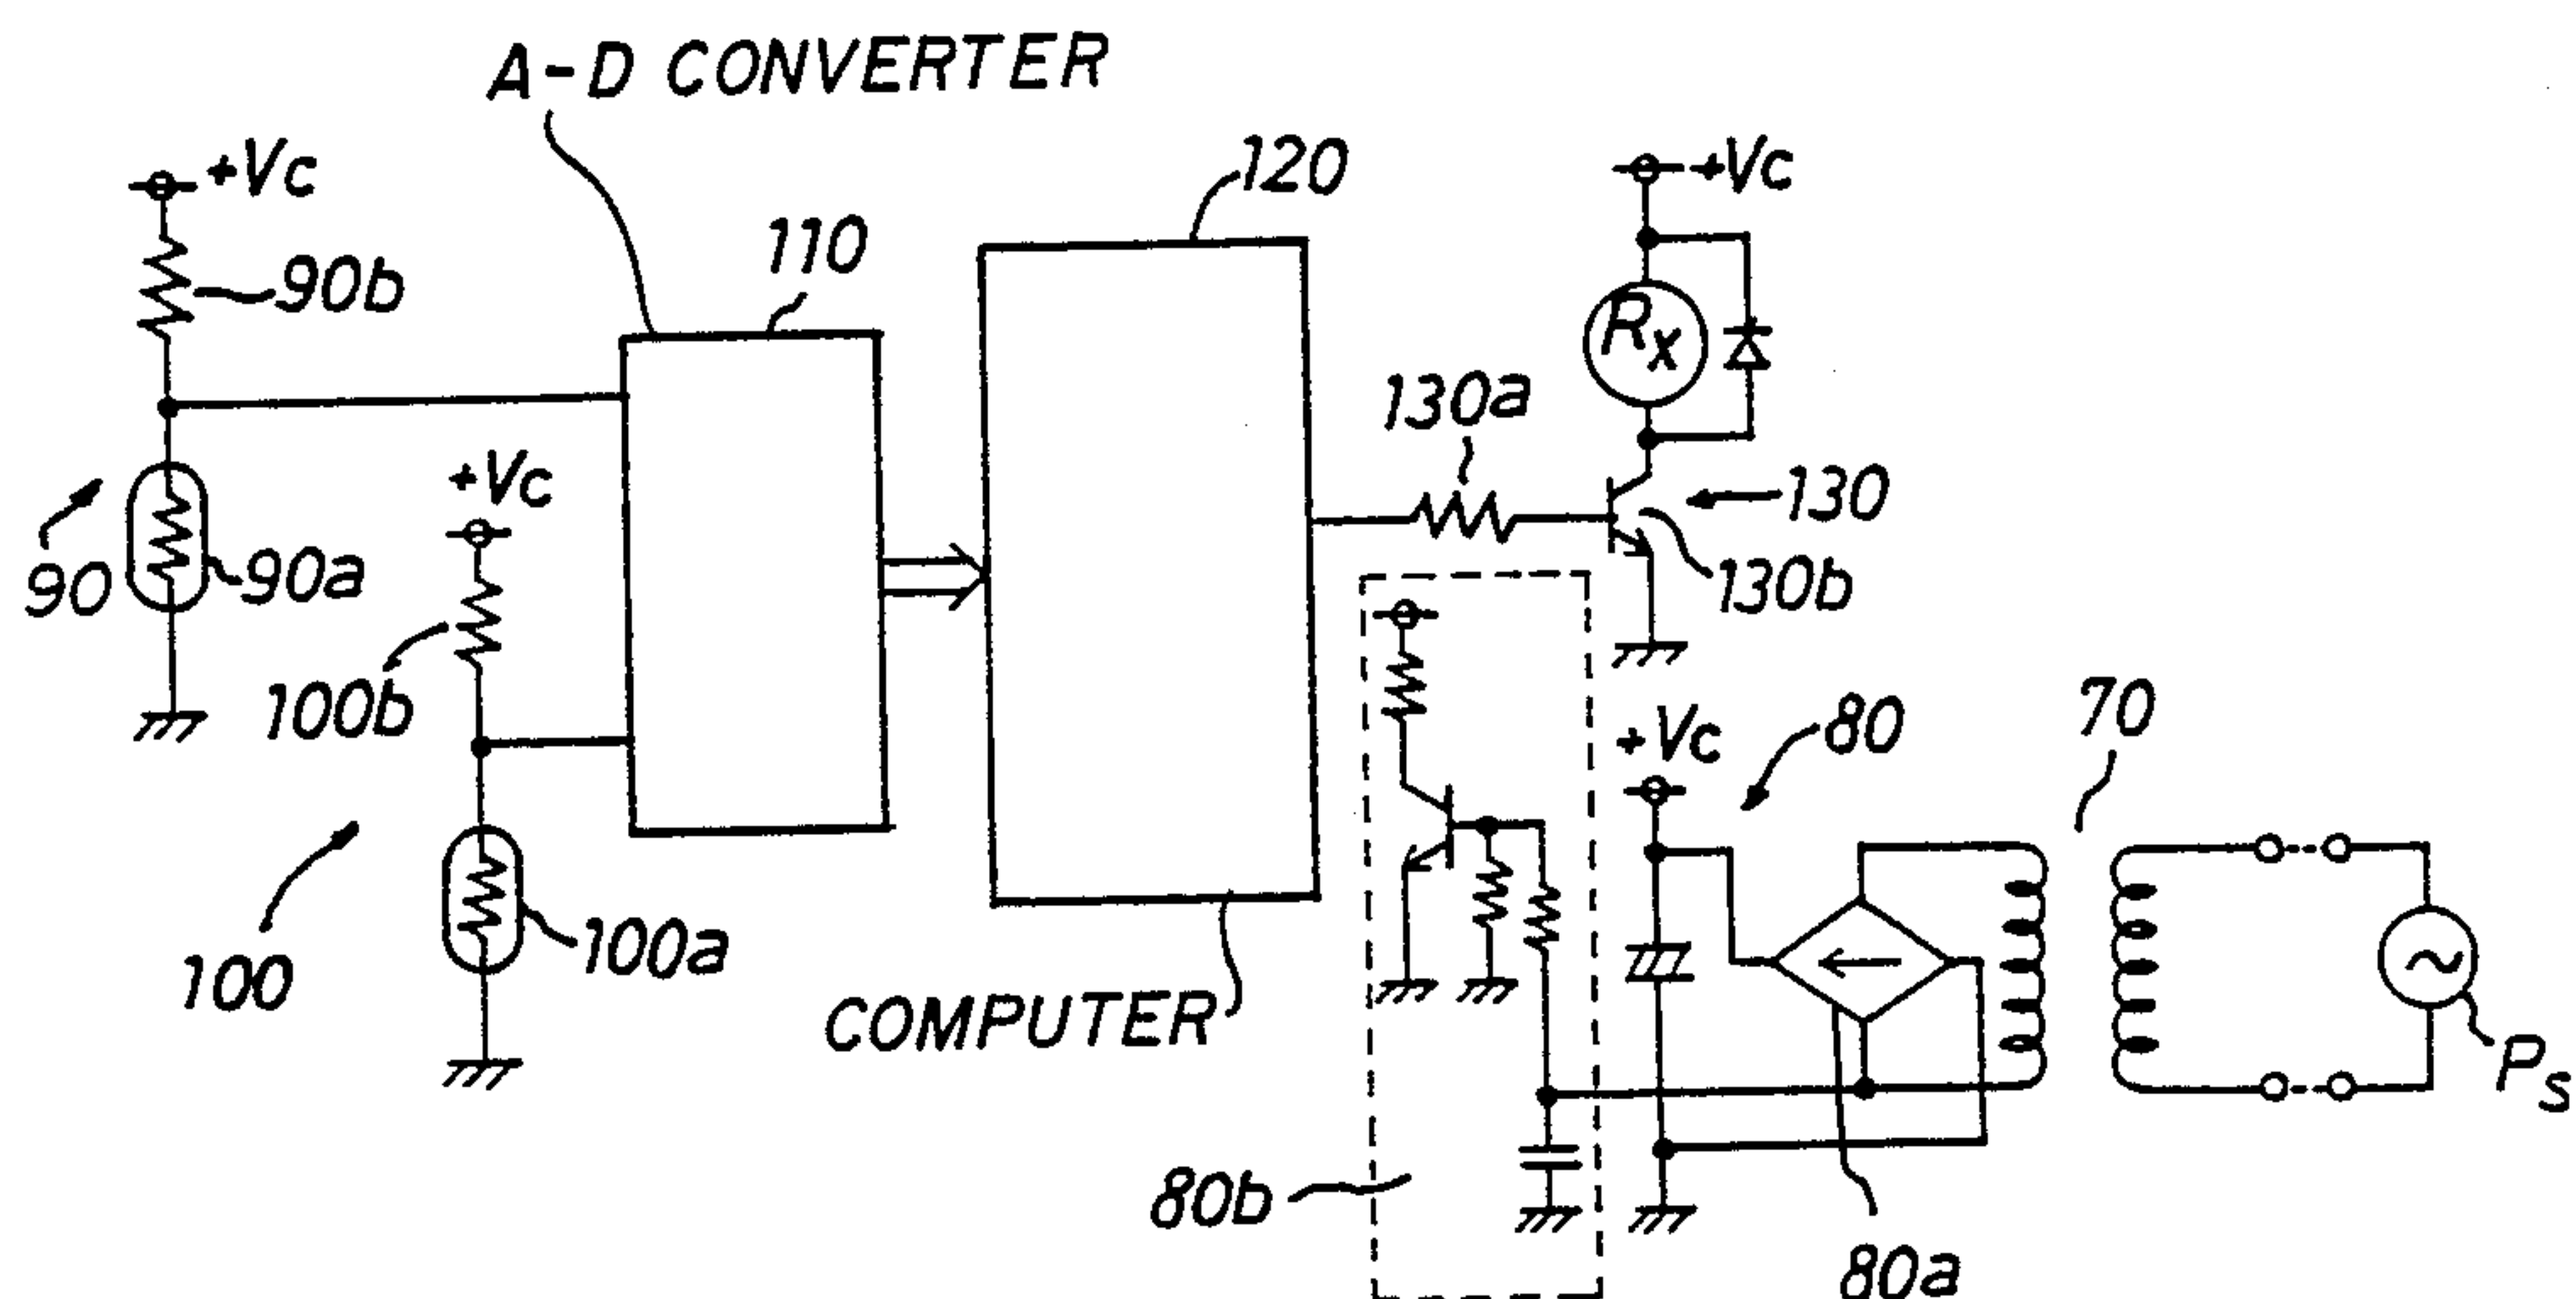 A-D CONVERTER
120
+Vc
+Vc
110
90b
130a
Rx
+Vc
130
90
90a
130b
100b
70
+Vc
80
100a
100
COMPUTER
Ps
80b
80a